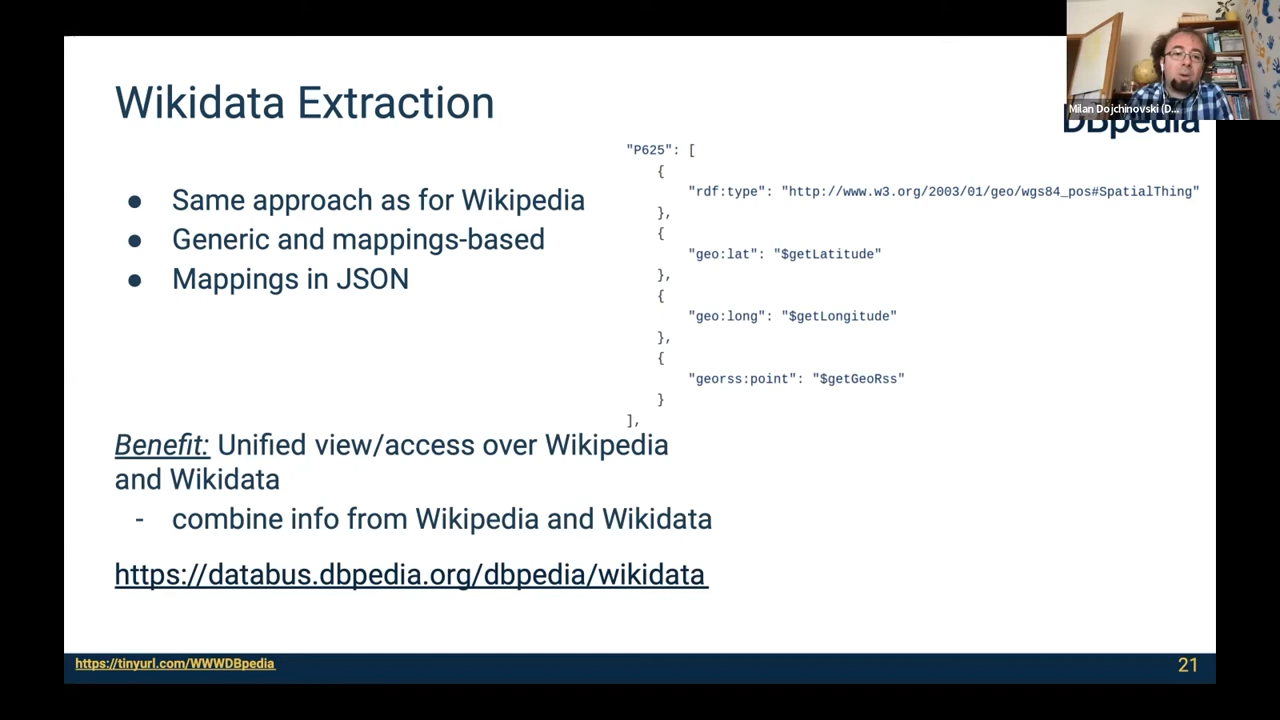 Wikidata Extraction
Milan Dojchinovski (D...
DBpedia
● Same approach as for Wikipedia
● Generic and mappings-based
● Mappings in JSON
"P625": [
{
"rdf:type": "http://www.w3.org/2003/01/geo/wgs84_pos#SpatialThing"
},
{
"geo:lat": "$getLatitude"
},
{
"geo:long": "$getLongitude"
},
{
"georss:point": "$getGeoRss"
}
],
Benefit: Unified view/access over Wikipedia
and Wikidata
- combine info from Wikipedia and Wikidata
https://databus.dbpedia.org/dbpedia/wikidata
https://tinyurl.com/WWWDBpedia
21